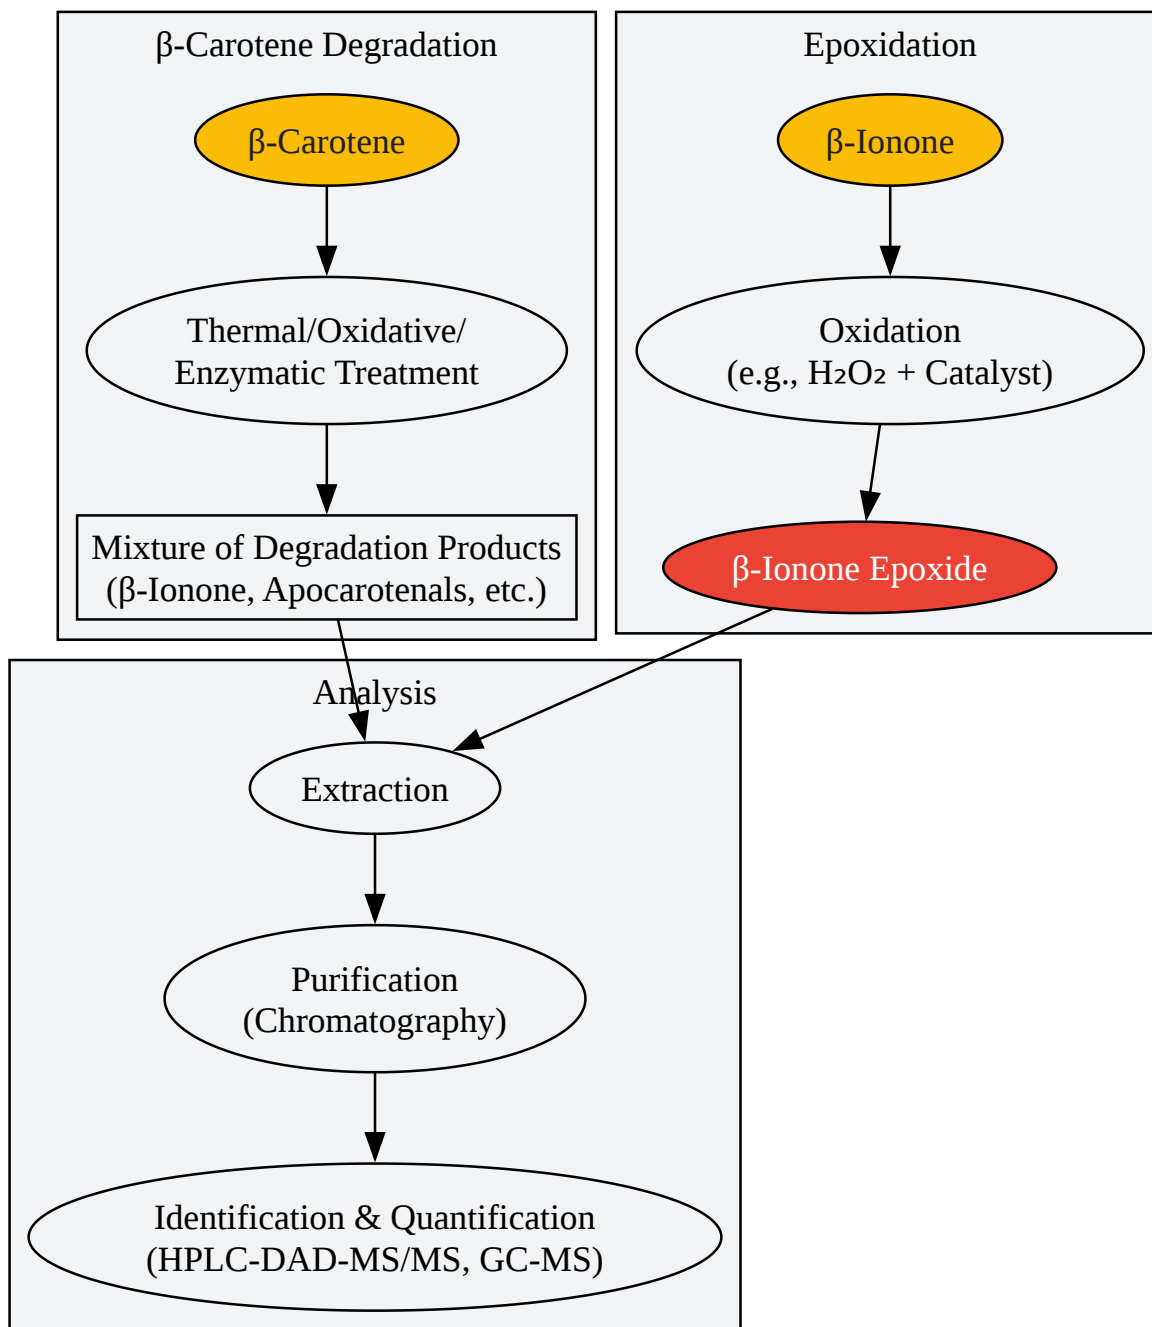 β-Carotene Degradation
β-Carotene
Thermal/Oxidative/
Enzymatic Treatment
Mixture of Degradation Products
(β-Ionone, Apocarotenals, etc.)
Epoxidation
β-Ionone
Oxidation
(e.g., H₂O₂ + Catalyst)
β-Ionone Epoxide
Analysis
Extraction
Purification
(Chromatography)
Identification & Quantification
(HPLC-DAD-MS/MS, GC-MS)